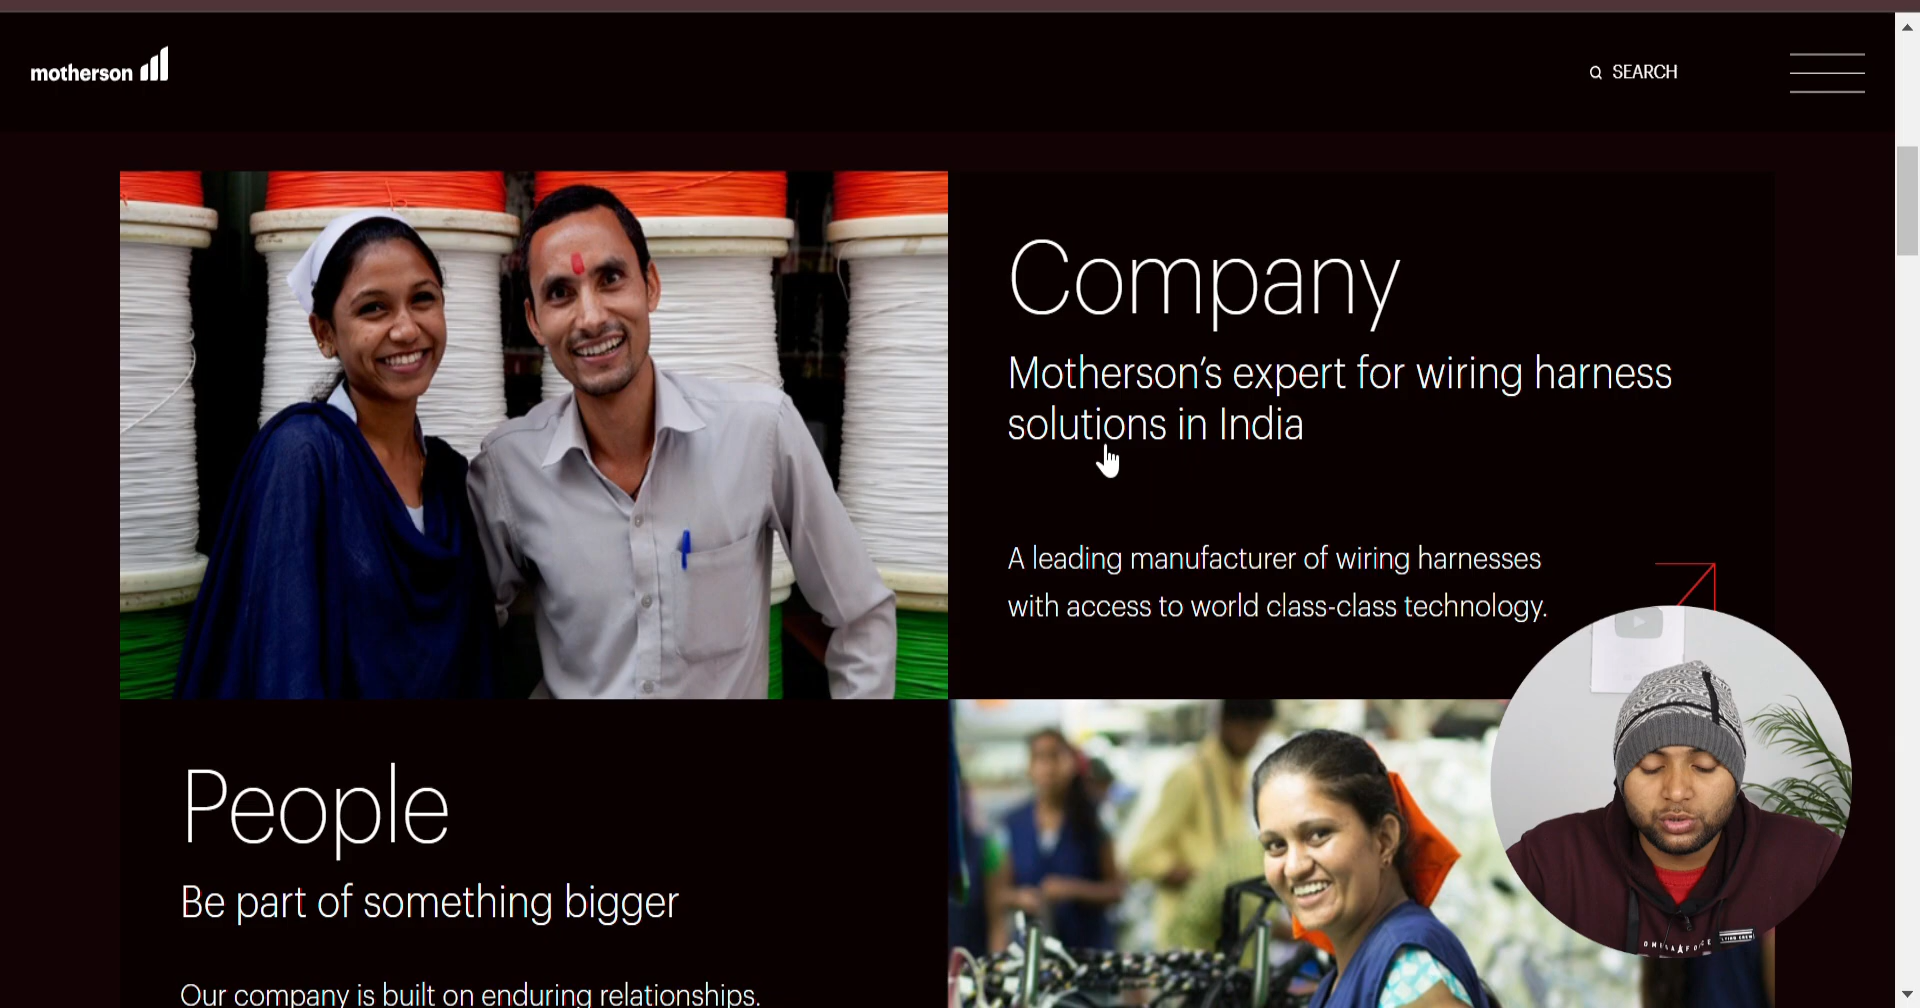 motherson
SEARCH
Company
Motherson’s expert for wiring harness
solutions in India
A leading manufacturer of wiring harnesses
with access to world class-class technology.
People
Be part of something bigger
Our company is built on enduring relationships.